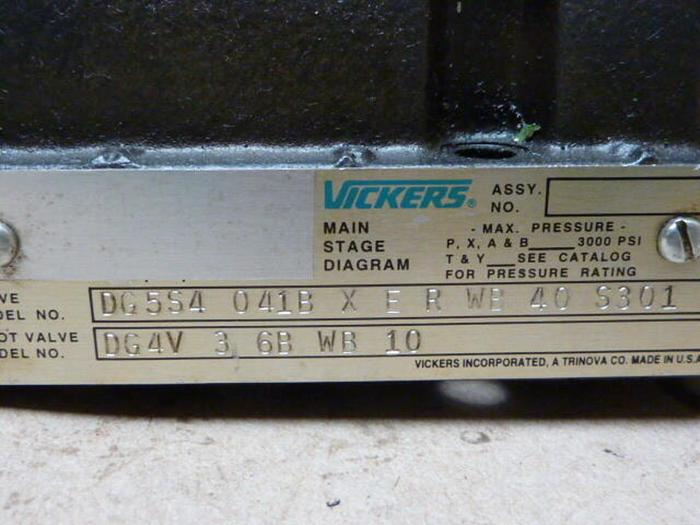 VICKERS®
ASSY.
NO.
MAIN
STAGE
DIAGRAM
- MAX. PRESSURE -
P, X, A & B 3000 PSI
T & Y SEE CATALOG
FOR PRESSURE RATING
VE
DEL NO.
DG5S4 041B X E R WB 40 S301
OT VALVE
DEL NO.
DG4V 3 6B WB 10
VICKERS INCORPORATED, A TRINOVA CO. MADE IN U.S.A